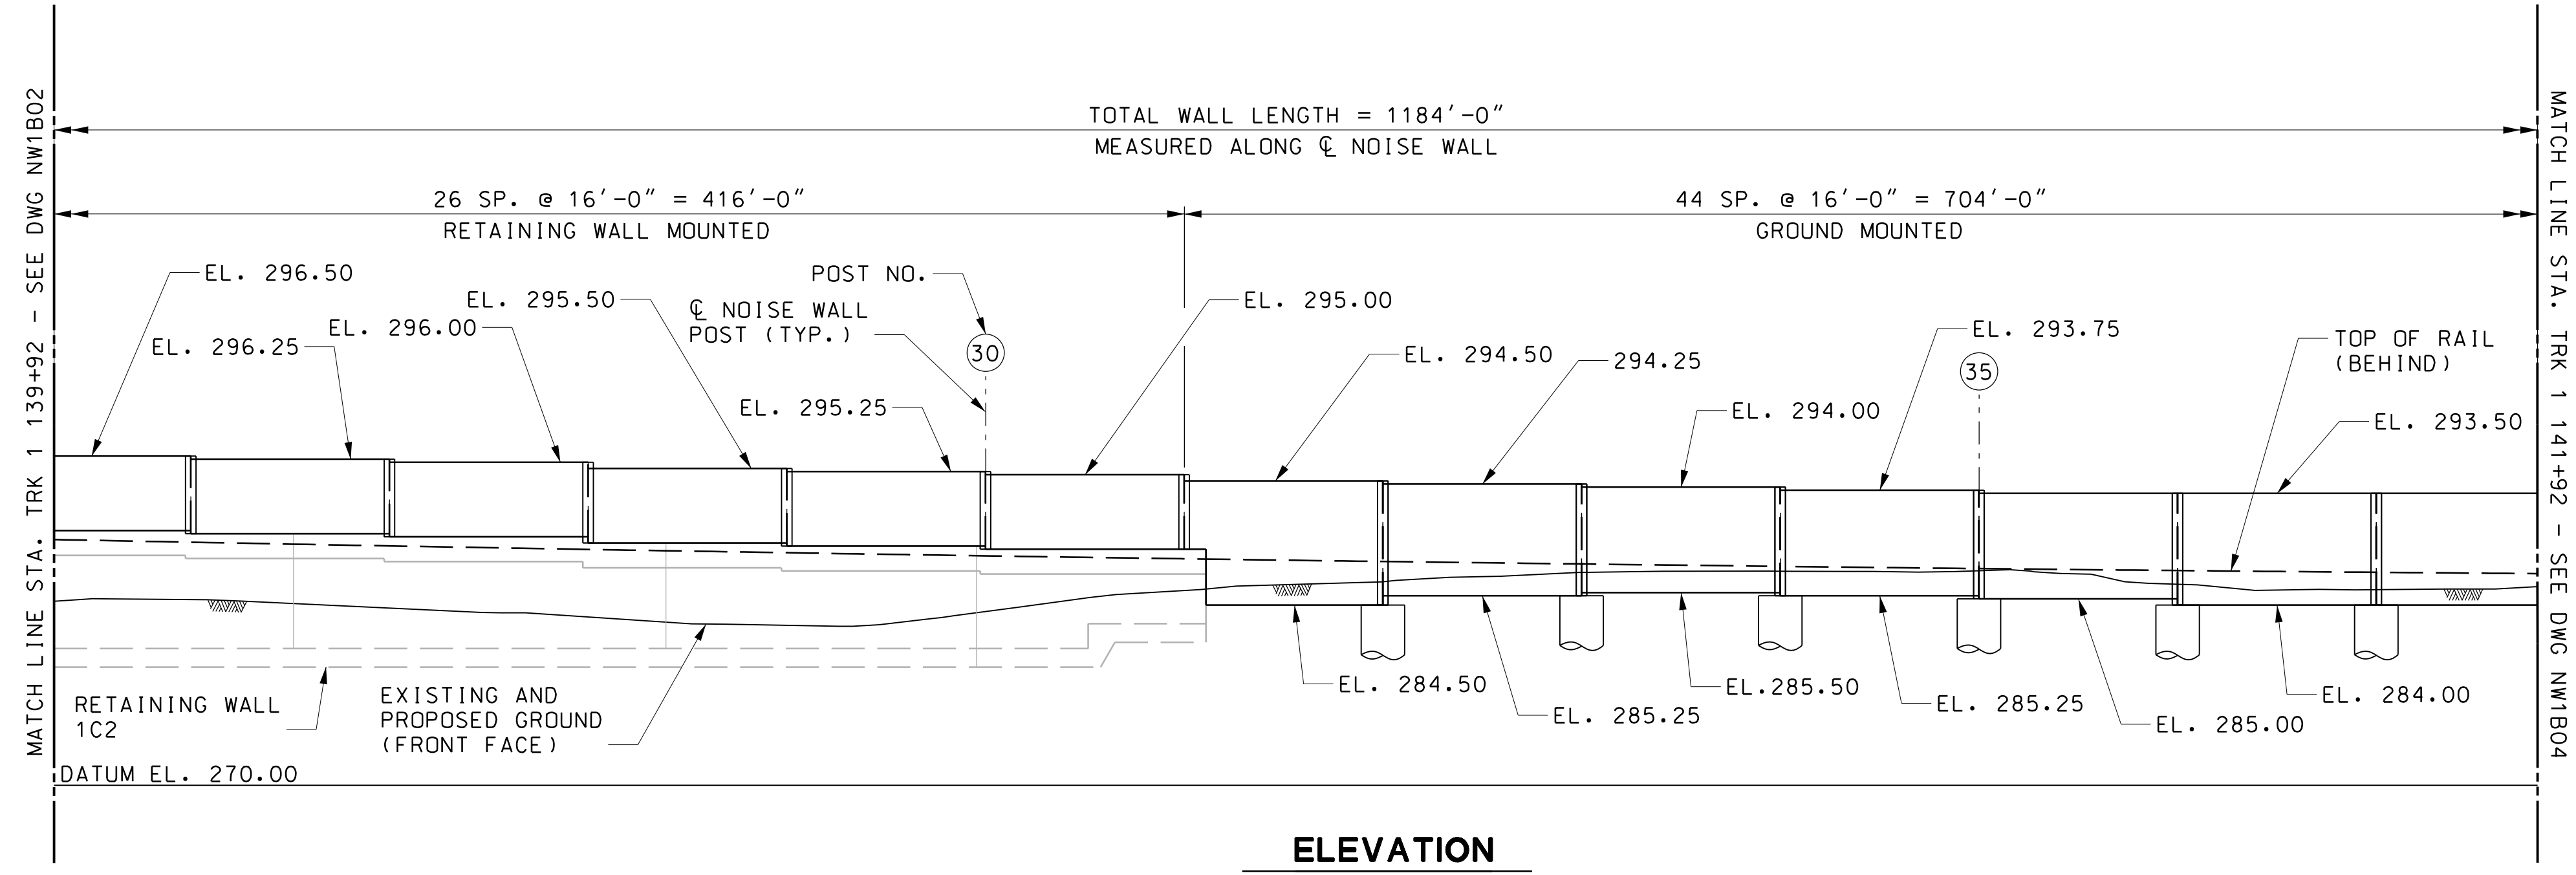 TOTAL WALL LENGTH = 1184'-0"
MEASURED ALONG ℄ NOISE WALL
26 SP. @ 16'-0" = 416'-0"
RETAINING WALL MOUNTED
44 SP. @ 16'-0" = 704'-0"
GROUND MOUNTED
MATCH LINE STA. TRK 1 139+92 - SEE DWG NW1B02
EL. 296.50
EL. 296.25
EL. 296.00
EL. 295.50
POST NO.
℄ NOISE WALL
POST (TYP.)
30
EL. 295.25
EL. 295.00
EL. 294.50
294.25
EL. 294.00
EL. 293.75
35
TOP OF RAIL
(BEHIND)
EL. 293.50
MATCH LINE STA. TRK 1 141+92 - SEE DWG NW1B04
RETAINING WALL
1C2
EXISTING AND
PROPOSED GROUND
(FRONT FACE)
EL. 284.50
EL. 285.25
EL.285.50
EL. 285.25
EL. 285.00
EL. 284.00
DATUM EL. 270.00
ELEVATION